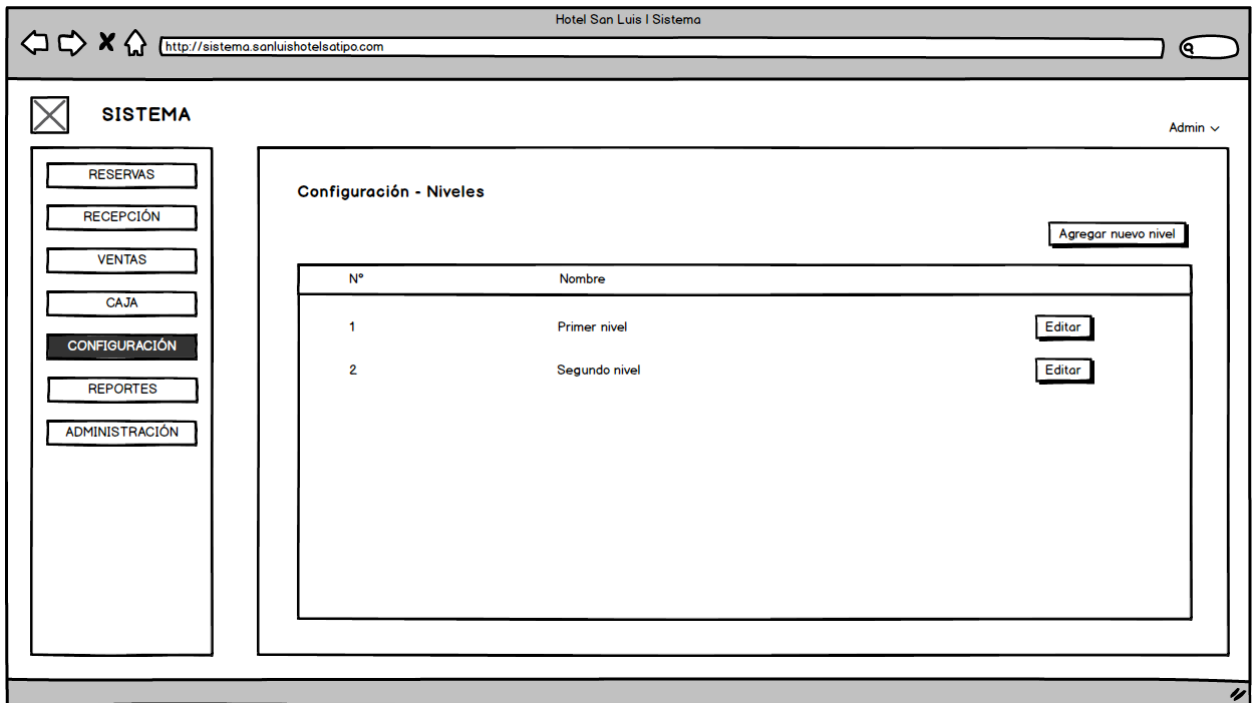 Hotel San Luis | Sistema
http://sistema.sanluishotelsatipo.com
SISTEMA
Admin
RESERVAS
RECEPCIÓN
VENTAS
CAJA
CONFIGURACIÓN
REPORTES
ADMINISTRACIÓN
Configuración - Niveles
Agregar nuevo nivel
N° Nombre
1 Primer nivel Editar
2 Segundo nivel Editar